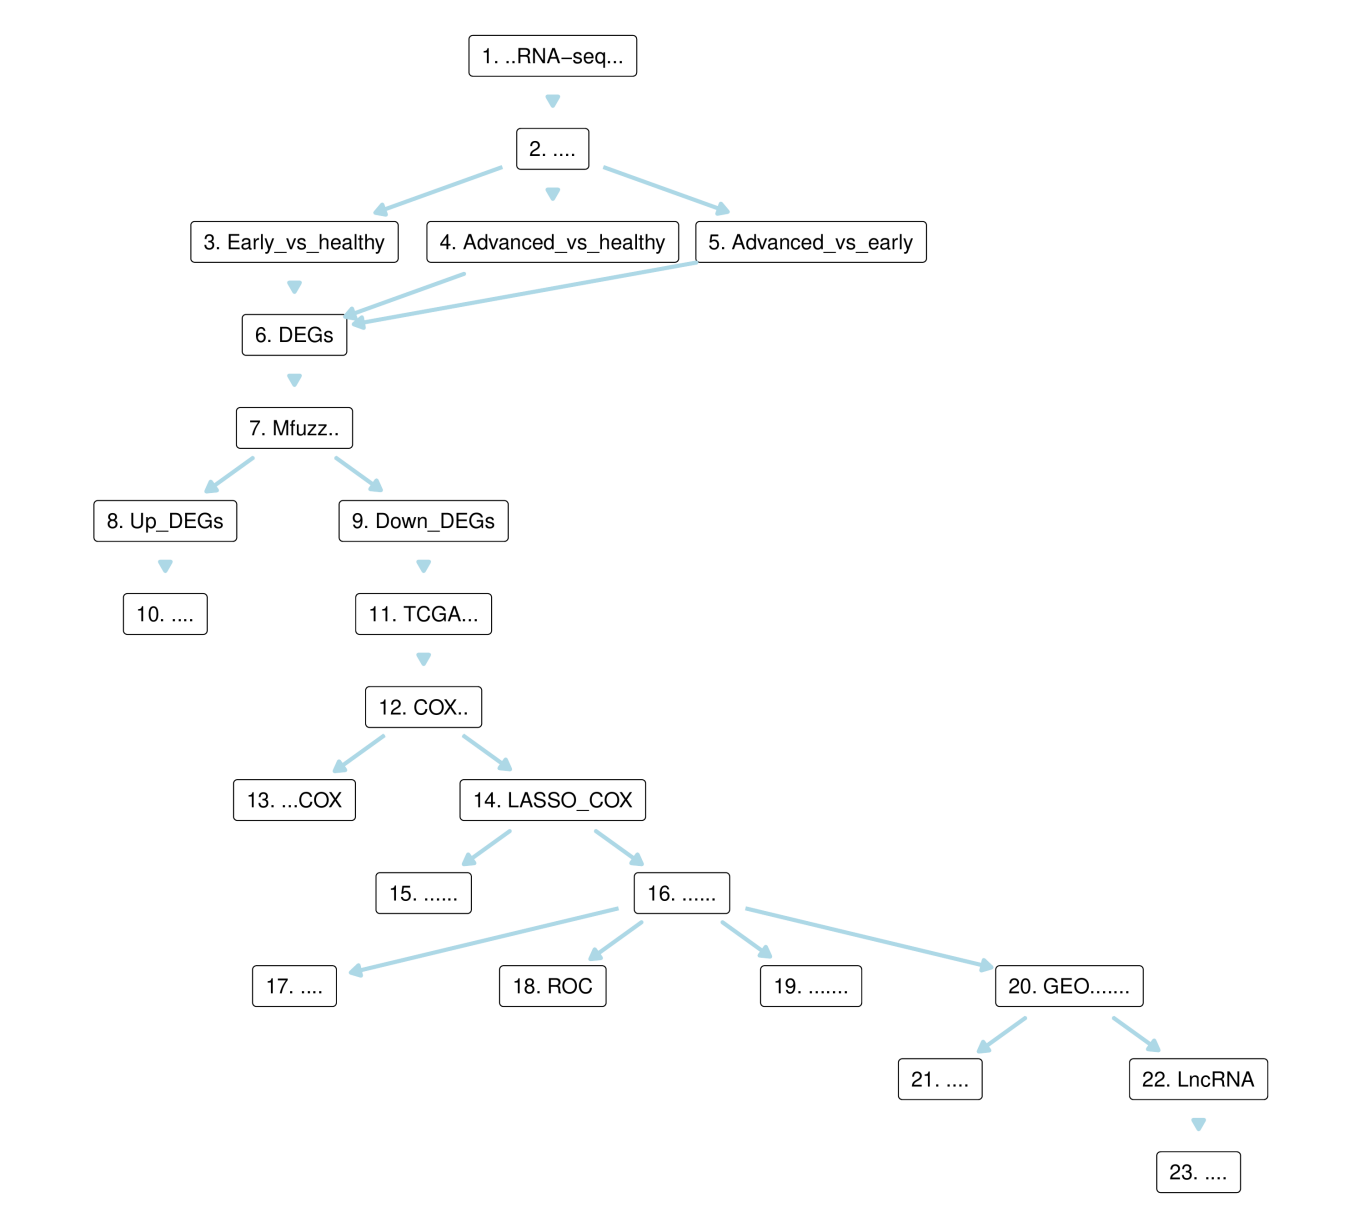 1. ..RNA−seq...
2. ....
3. Early_vs_healthy
4. Advanced_vs_healthy
5. Advanced_vs_early
6. DEGs
7. Mfuzz..
8. Up_DEGs
9. Down_DEGs
10. ....
11. TCGA...
12. COX..
13. ...COX
14. LASSO_COX
15. ......
16. ......
17. ....
18. ROC
19. .......
20. GEO.......
21. ....
22. LncRNA
23. ....